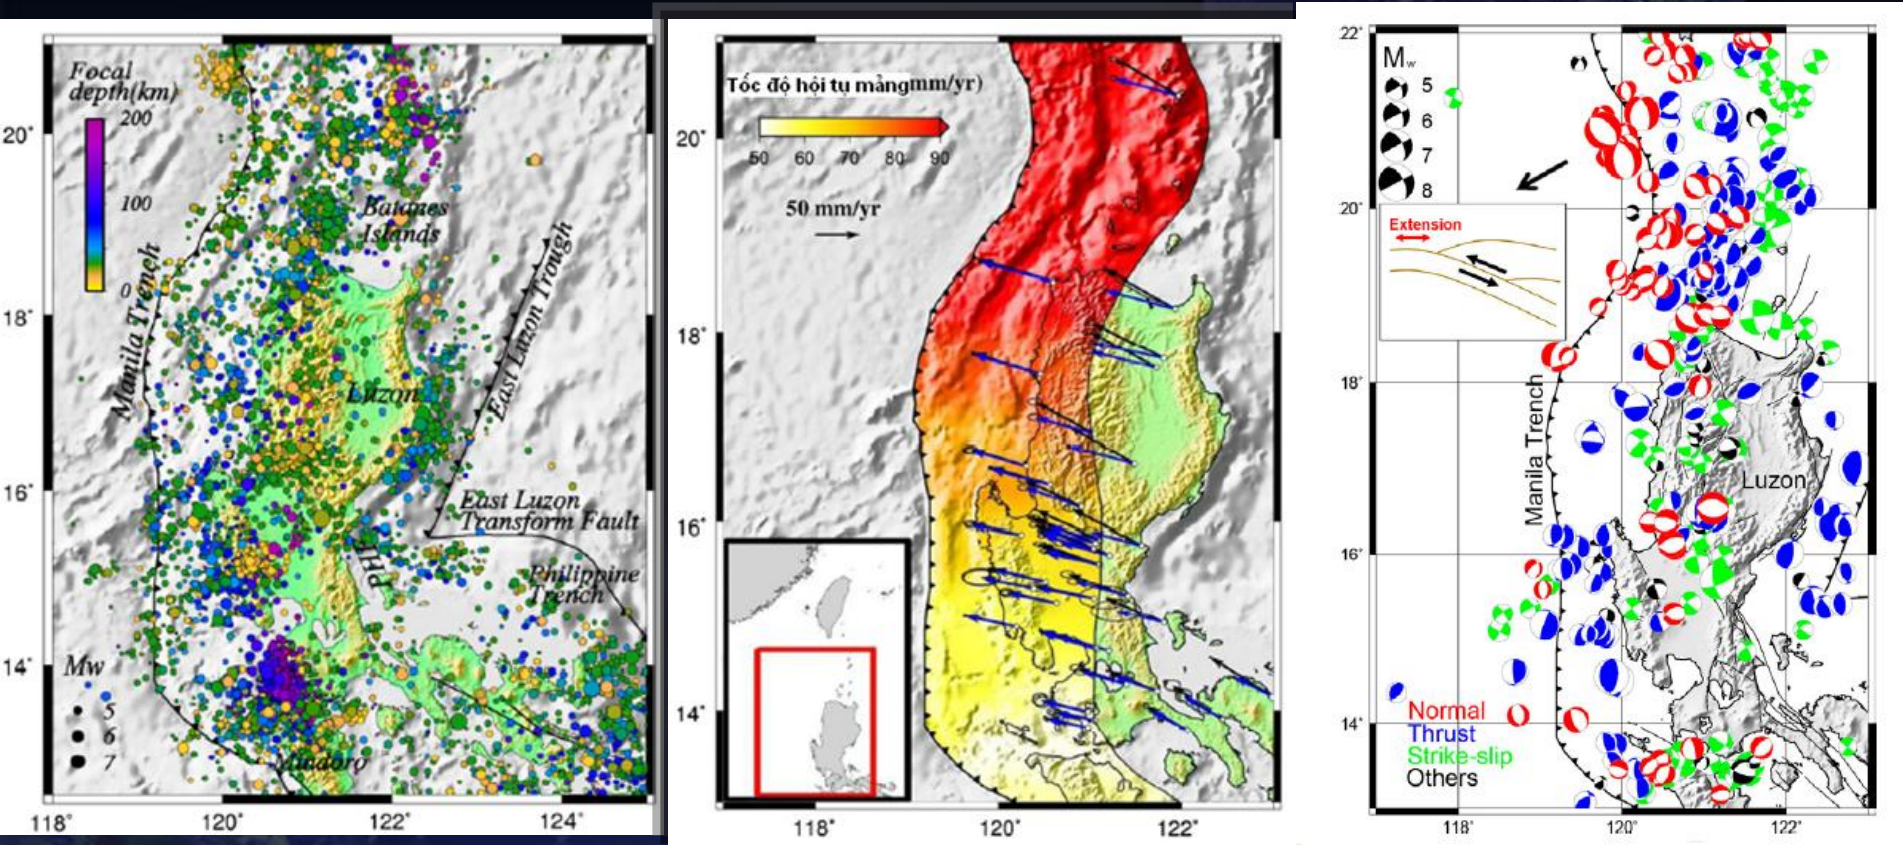 Focal
depth(km)
200
100
0
20°
18°
16°
14°
Manila Trench
Batanes
Islands
East Luzon Trough
Luzon
East Luzon
Transform Fault
PHF
Philippine
Trench
Mindoro
Mw
5
6
7
118°
120°
122°
124°
Tốc độ hội tụ mảng mm/yr)
50
60
70
80
90
50 mm/yr
20°
18°
16°
14°
118°
120°
122°
22°
20°
18°
16°
14°
Mw
5
6
7
8
Extension
Manila Trench
Luzon
Normal
Thrust
Strike-slip
Others
118°
120°
122°